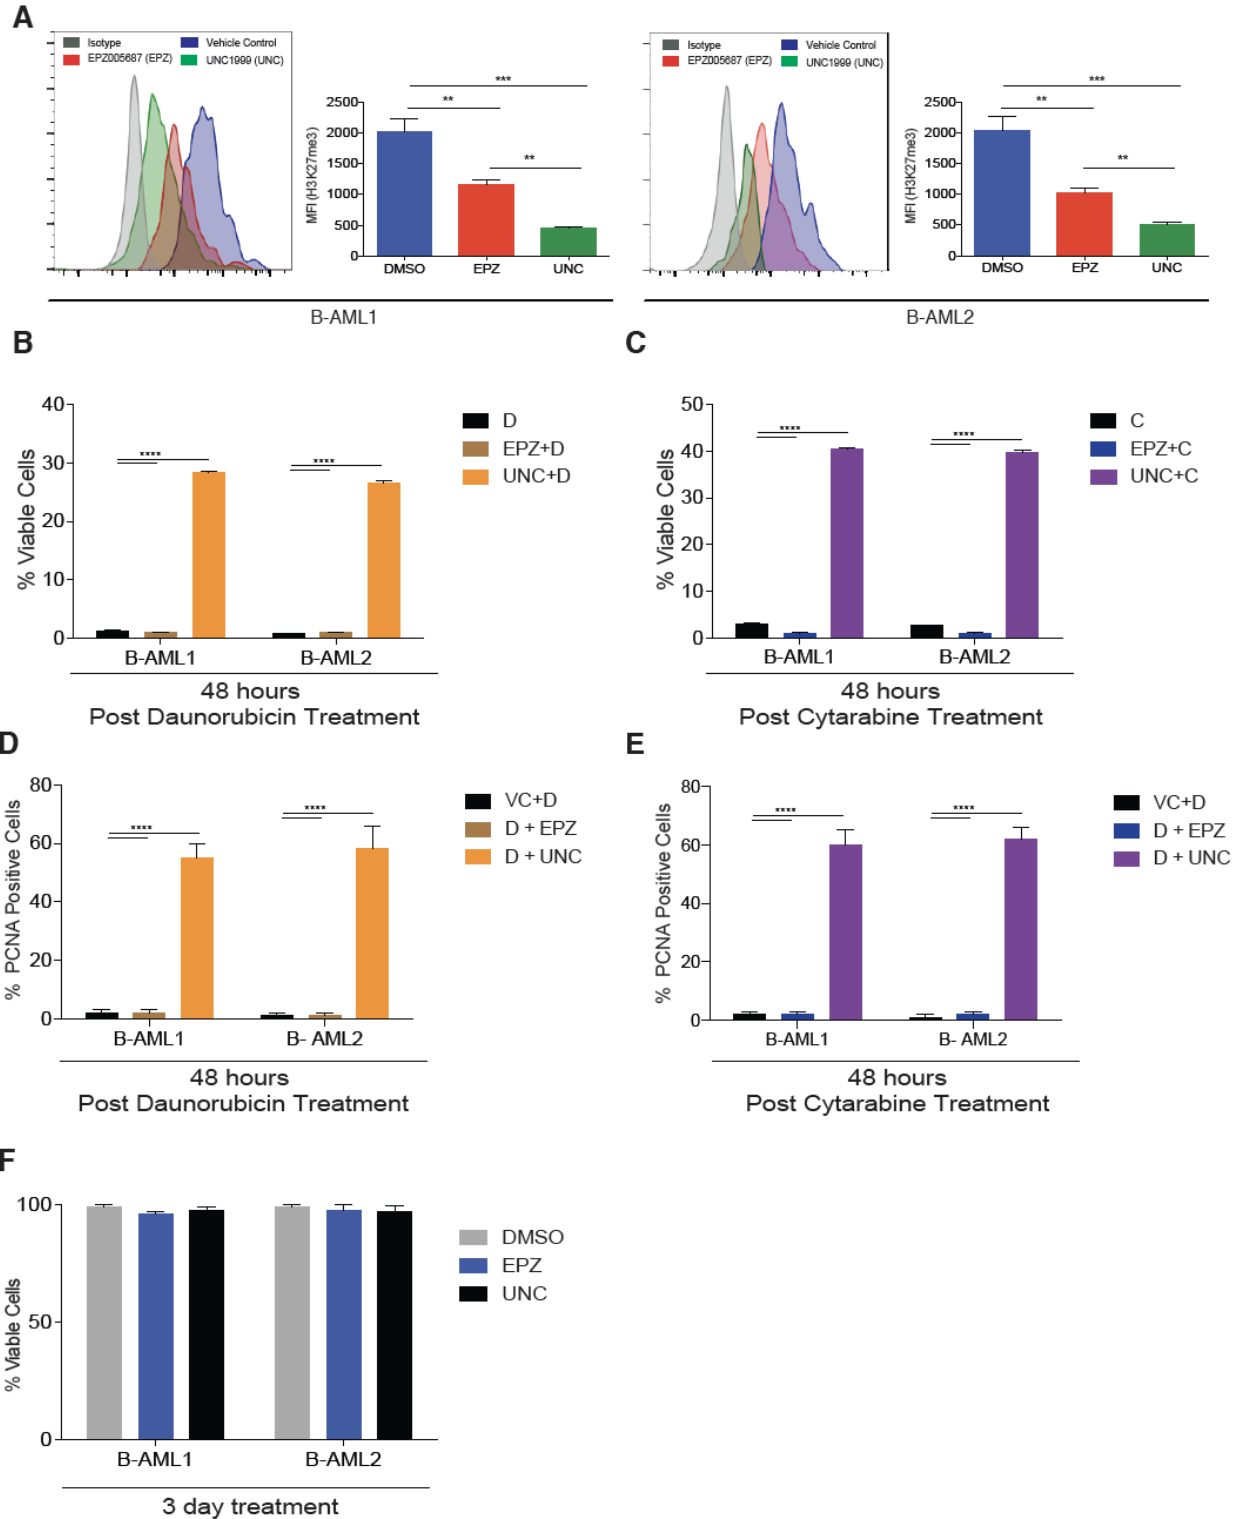 A
Isotype
Vehicle Control
EPZ005687 (EPZ)
UNC1999 (UNC)
***
**
**
MFI (H3K27me3)
2500
2000
1500
1000
500
0
DMSO EPZ UNC
B-AML1
Isotype
Vehicle Control
EPZ005687 (EPZ)
UNC1999 (UNC)
***
**
**
MFI (H3K27me3)
2500
2000
1500
1000
500
0
DMSO EPZ UNC
B-AML2
B
% Viable Cells
40
30
20
10
0
****
****
D
EPZ+D
UNC+D
B-AML1 B-AML2
48 hours
Post Daunorubicin Treatment
C
% Viable Cells
50
40
30
20
10
0
****
****
C
EPZ+C
UNC+C
B-AML1 B-AML2
48 hours
Post Cytarabine Treatment
D
% PCNA Positive Cells
80
60
40
20
0
****
****
VC+D
D + EPZ
D + UNC
B-AML1 B- AML2
48 hours
Post Daunorubicin Treatment
E
% PCNA Positive Cells
80
60
40
20
0
****
****
VC+D
D + EPZ
D + UNC
B-AML1 B- AML2
48 hours
Post Cytarabine Treatment
F
% Viable Cells
100
50
0
DMSO
EPZ
UNC
B-AML1 B-AML2
3 day treatment